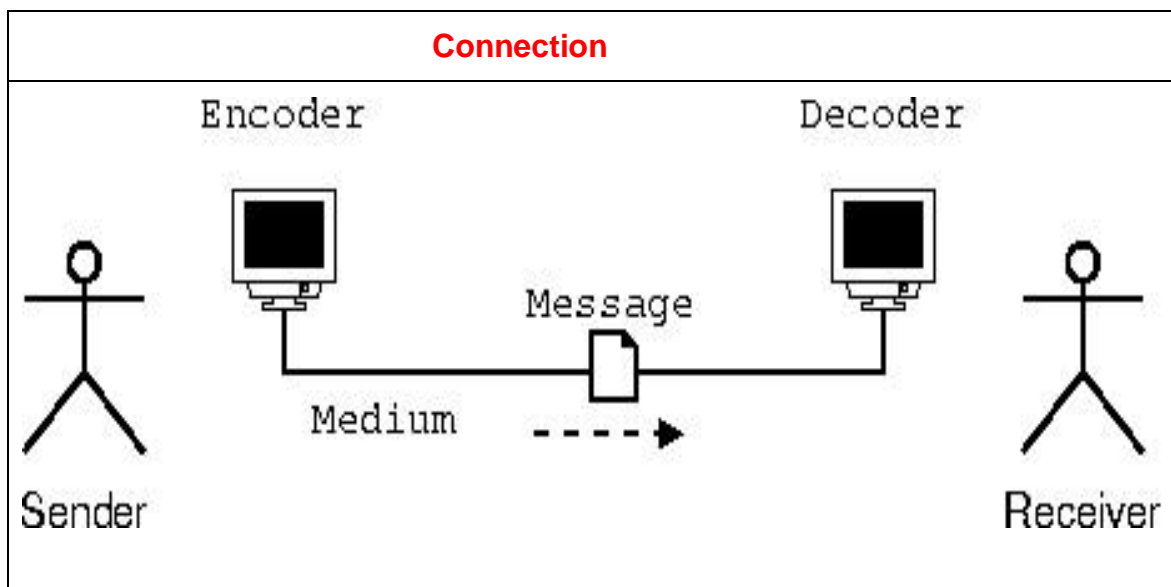 Connection
Encoder
Decoder
Message
Medium
Sender
Receiver